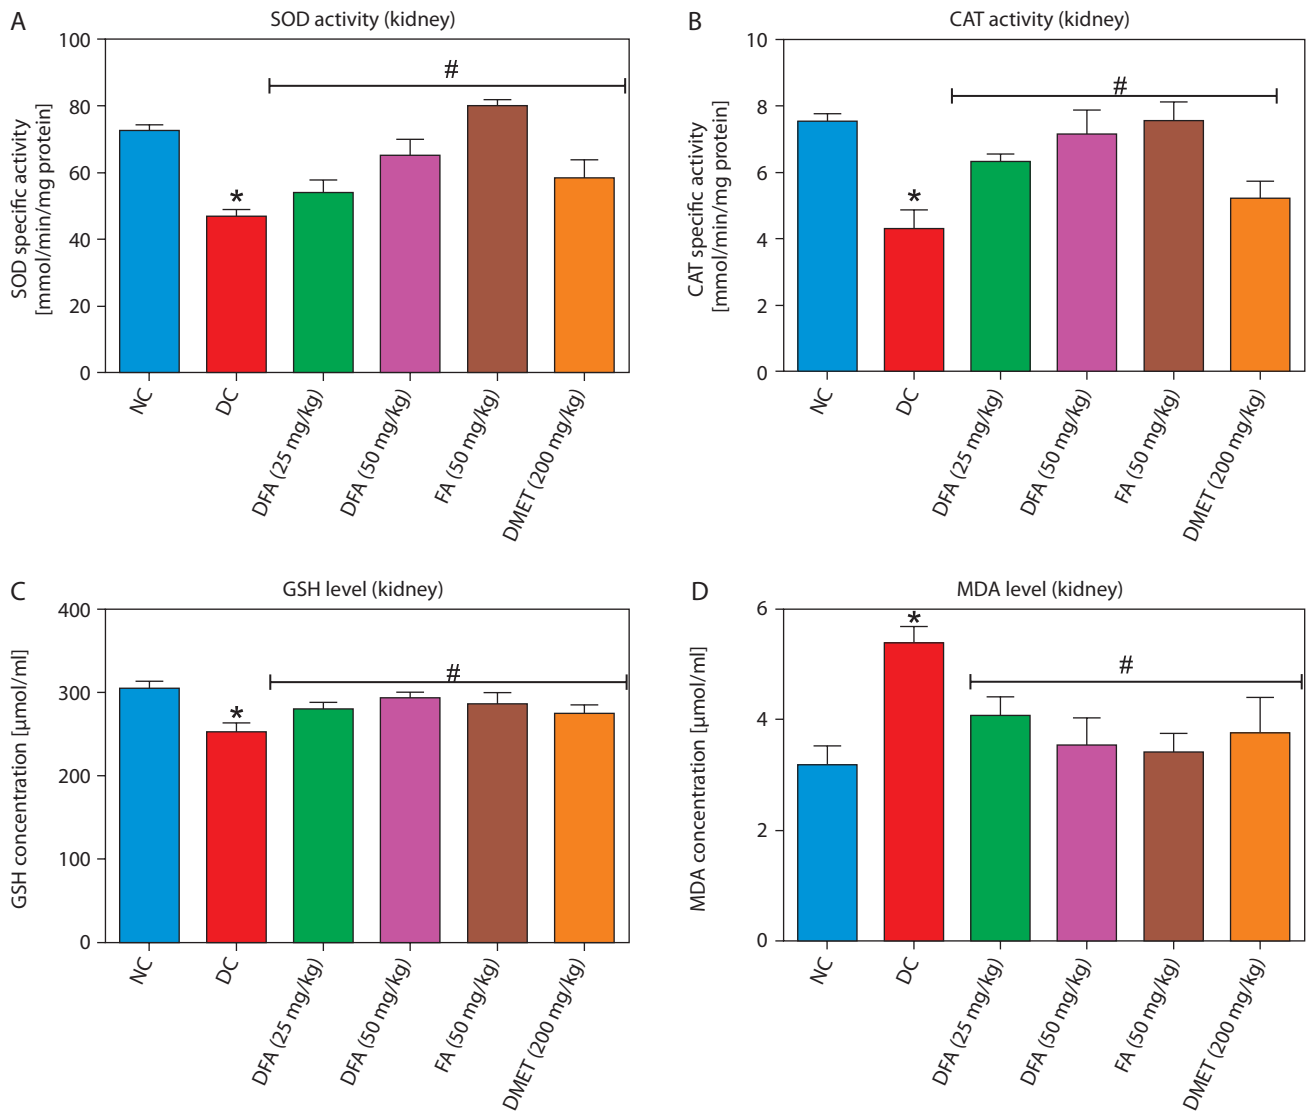 A
SOD activity (kidney)
SOD specific activity
[mmol/min/mg protein]
100
80
60
40
20
0
*
#
NC
DC
DFA (25 mg/kg)
DFA (50 mg/kg)
FA (50 mg/kg)
DMET (200 mg/kg)
B
CAT activity (kidney)
CAT specific activity
[mmol/min/mg protein]
10
8
6
4
2
0
*
#
NC
DC
DFA (25 mg/kg)
DFA (50 mg/kg)
FA (50 mg/kg)
DMET (200 mg/kg)
C
GSH level (kidney)
GSH concentration [µmol/ml]
400
300
200
100
0
*
#
NC
DC
DFA (25 mg/kg)
DFA (50 mg/kg)
FA (50 mg/kg)
DMET (200 mg/kg)
D
MDA level (kidney)
MDA concentration [µmol/ml]
6
4
2
0
*
#
NC
DC
DFA (25 mg/kg)
DFA (50 mg/kg)
FA (50 mg/kg)
DMET (200 mg/kg)